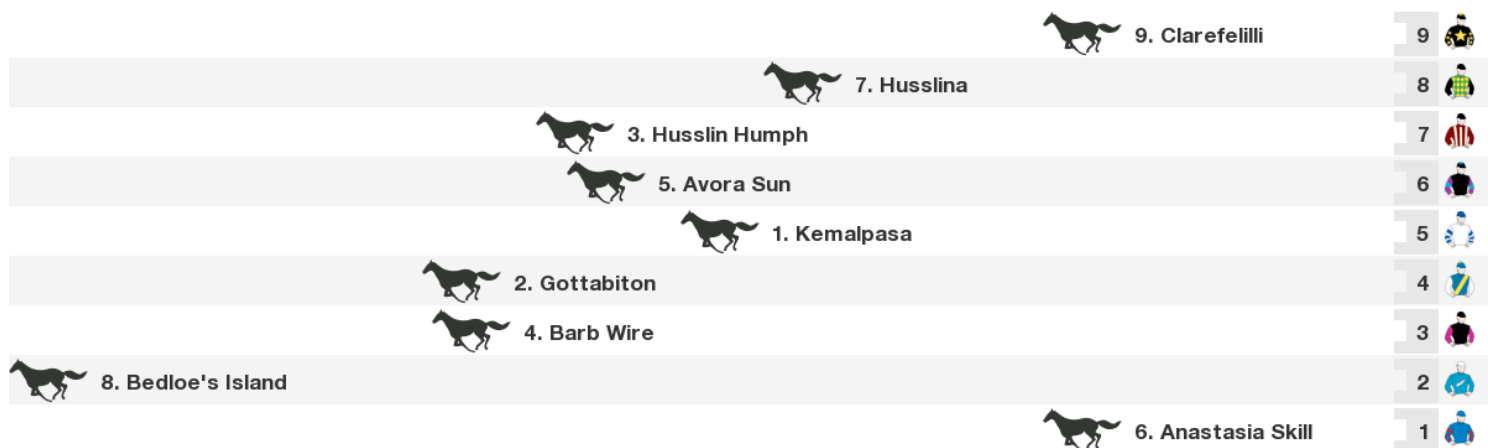 9. Clarefelilli 9
7. Husslina 8
3. Husslin Humph 7
5. Avora Sun 6
1. Kemalpasa 5
2. Gottabiton 4
4. Barb Wire 3
8. Bedloe's Island 2
6. Anastasia Skill 1